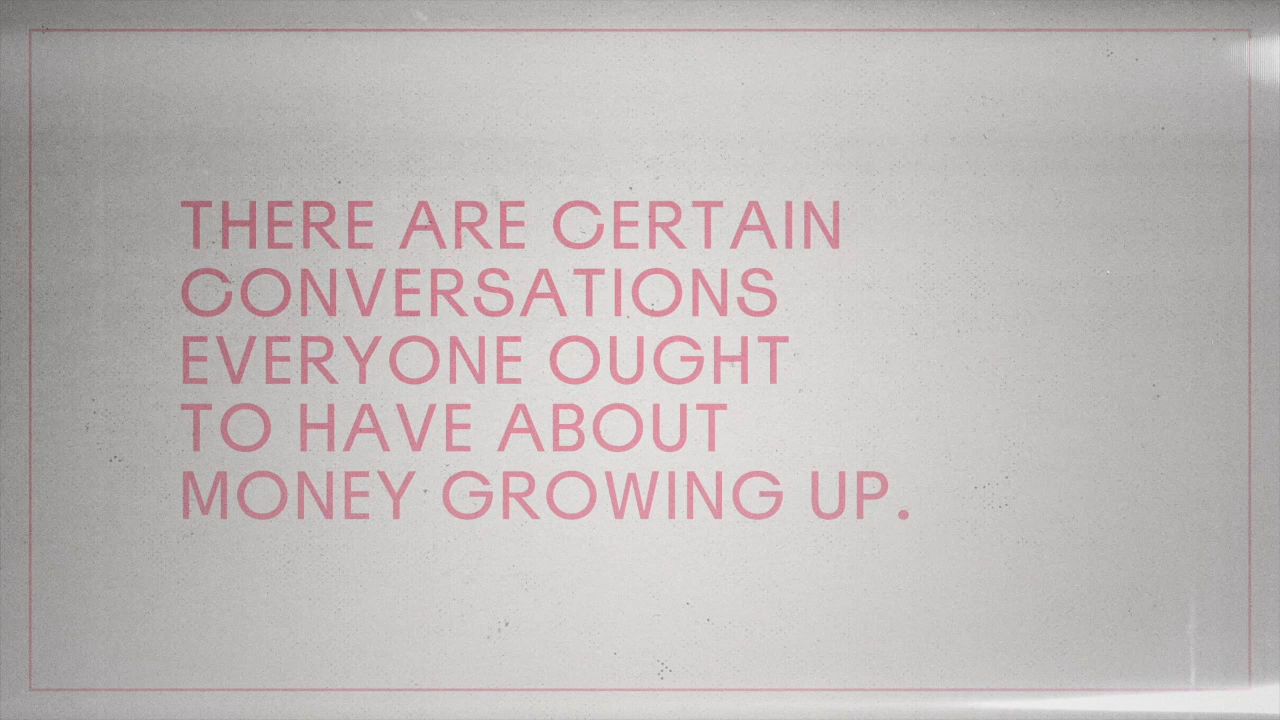 THERE ARE CERTAIN
CONVERSATIONS
EVERYONE OUGHT
TO HAVE ABOUT
MONEY GROWING UP.